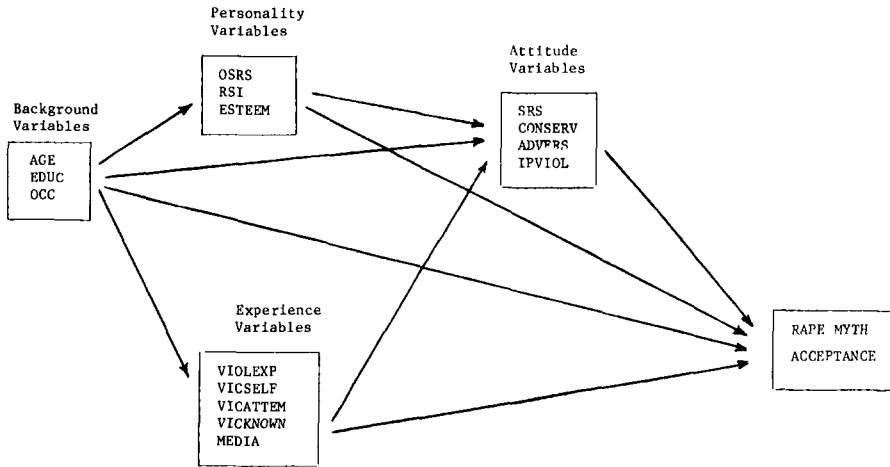 Personality
Variables
OSRS
RSI
ESTEEM
Attitude
Variables
SRS
CONSERV
ADVERS
IPVIOL
Background
Variables
AGE
EDUC
OCC
Experience
Variables
VIOLEXP
VICSELF
VICATTEM
VICKNOWN
MEDIA
RAPE MYTH
ACCEPTANCE